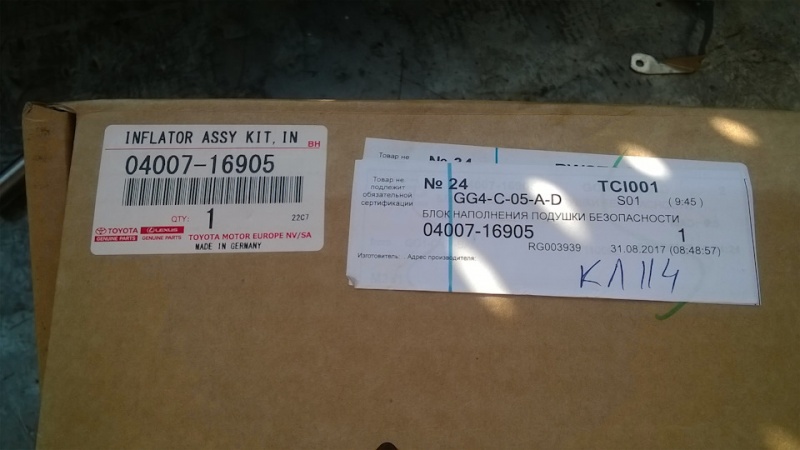 INFLATOR ASSY KIT, IN
BH
04007-16905
QTY: 1 22C7
TOYOTA LEXUS
GENUINE PARTS GENUINE PARTS
TOYOTA MOTOR EUROPE NV/SA
MADE IN GERMANY
Товар не
№ 24
Товар не
подлежит
обязательной
сертификации
№ 24 TCI001
GG4-C-05-A-D S01 (9:45)
БЛОК НАПОЛНЕНИЯ ПОДУШКИ БЕЗОПАСНОСТИ
04007-16905 1
RG003939 31.08.2017 (08:48:57)
Изготовитель... Адрес производителя
КЛ 114